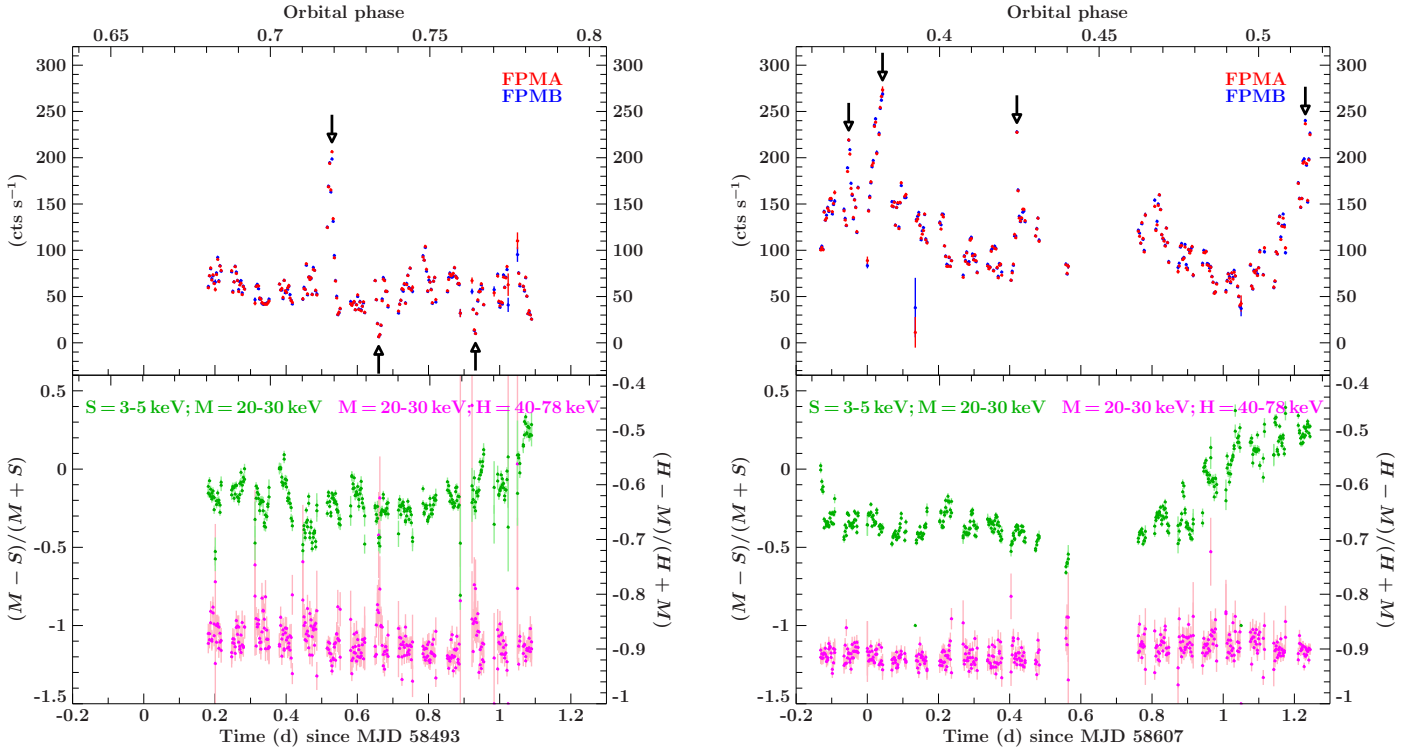 Orbital phase
0.65 0.7 0.75 0.8
300
250
200
150
100
50
0
(cts s⁻¹)
FPMA
FPMB
300
250
200
150
100
50
0
0.5
0
-0.5
-1
-1.5
(M − S)/(M + S)
S = 3-5 keV; M = 20-30 keV M = 20-30 keV; H = 40-78 keV
-0.4
-0.5
-0.6
-0.7
-0.8
-0.9
-1
(H − M)/(H + M)
-0.2 0 0.2 0.4 0.6 0.8 1 1.2
Time (d) since MJD 58493
Orbital phase
0.4 0.45 0.5
300
250
200
150
100
50
0
(cts s⁻¹)
FPMA
FPMB
300
250
200
150
100
50
0
0.5
0
-0.5
-1
-1.5
(M − S)/(M + S)
S = 3-5 keV; M = 20-30 keV M = 20-30 keV; H = 40-78 keV
-0.4
-0.5
-0.6
-0.7
-0.8
-0.9
-1
(H − M)/(H + M)
-0.2 0 0.2 0.4 0.6 0.8 1 1.2
Time (d) since MJD 58607